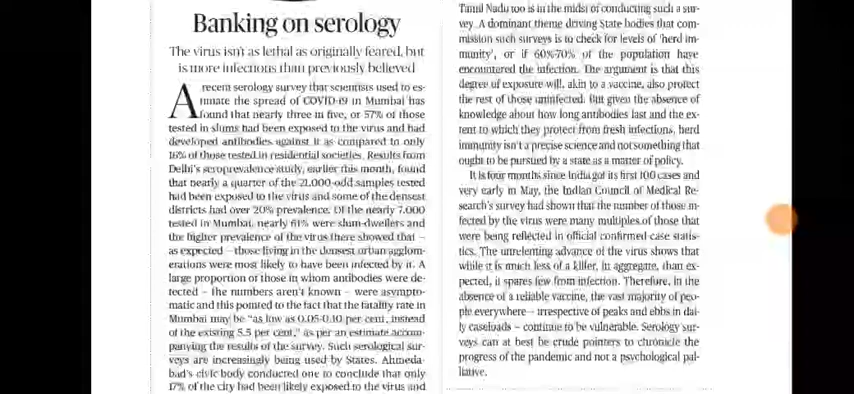 Banking on serology
The virus isn't as lethal as originally feared, but
is more infectious than previously believed
A recent serology survey that scientists used to es-
timate the spread of COVID-19 in Mumbai has
found that nearly three in five, or 57% of those
tested in slums had been exposed to the virus and had
developed antibodies against it as compared to only
16% of those tested in residential societies. Results from
Delhi's seroprevalence study, earlier this month, found
that nearly a quarter of the 21,000-odd samples tested
had been exposed to the virus and some of the densest
districts had over 20% prevalence. Of the nearly 7,000
tested in Mumbai, nearly 61% were slum-dwellers and
the higher prevalence of the virus there showed that –
as expected – those living in the densest urban agglom-
erations were most likely to have been infected by it. A
large proportion of those in whom antibodies were de-
tected – the numbers aren't known – were asympto-
matic and this pointed to the fact that the fatality rate in
Mumbai may be "as low as 0.05-0.10 per cent, instead
of the existing 5.5 per cent," as per an estimate accom-
panying the results of the survey. Such serological sur-
veys are increasingly being used by States. Ahmeda-
bad's civic body conducted one to conclude that only
17% of the city had been likely exposed to the virus and
Tamil Nadu too is in the midst of conducting such a sur-
vey. A dominant theme driving State bodies that com-
mission such surveys is to check for levels of 'herd im-
munity', or if 60%-70% of the population have
encountered the infection. The argument is that this
degree of exposure will, akin to a vaccine, also protect
the rest of those uninfected. But given the absence of
knowledge about how long antibodies last and the ex-
tent to which they protect from fresh infections, herd
immunity isn't a precise science and not something that
ought to be pursued by a state as a matter of policy.
It is four months since India got its first 100 cases and
very early in May, the Indian Council of Medical Re-
search's survey had shown that the number of those in-
fected by the virus were many multiples of those that
were being reflected in official confirmed case statis-
tics. The unrelenting advance of the virus shows that
while it is much less of a killer, in aggregate, than ex-
pected, it spares few from infection. Therefore, in the
absence of a reliable vaccine, the vast majority of peo-
ple everywhere – irrespective of peaks and ebbs in dai-
ly caseloads – continue to be vulnerable. Serology sur-
veys can at best be crude pointers to chronicle the
progress of the pandemic and not a psychological pal-
liative.